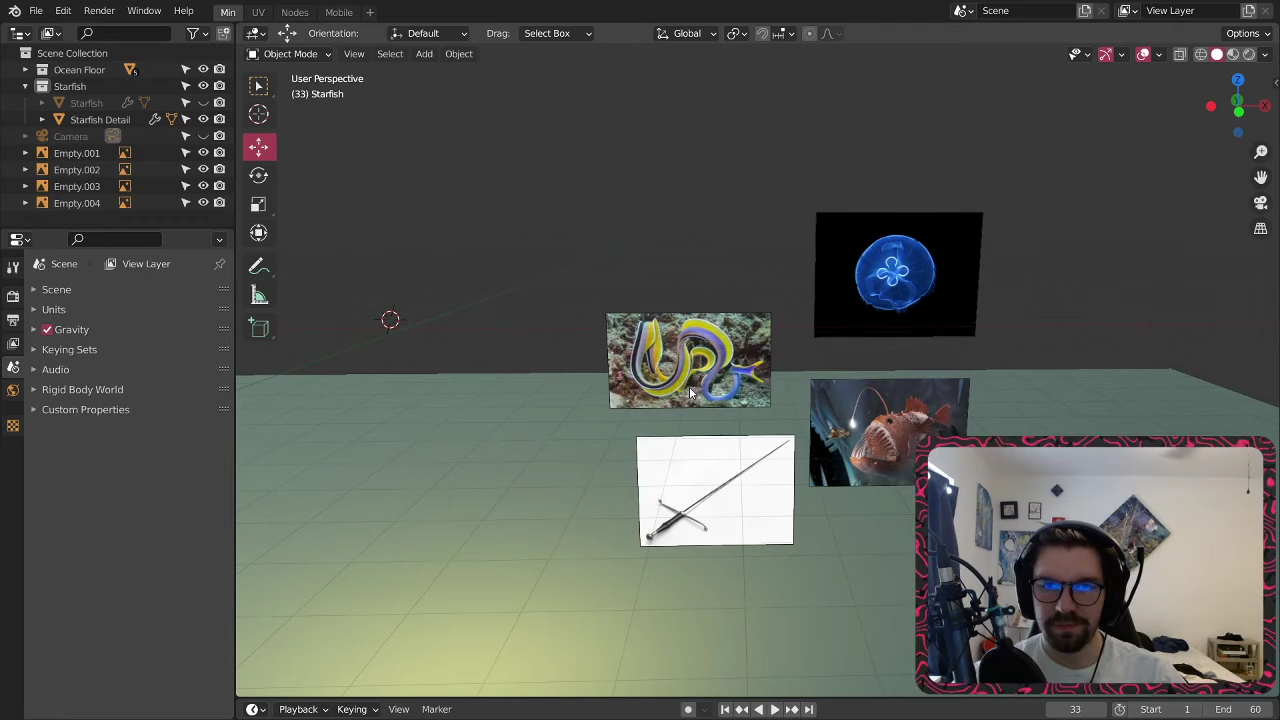 File Edit Render Window Help Min UV Nodes Mobile + Scene View Layer
Orientation: Default Drag: Select Box Global Options
Object Mode View Select Add Object
Scene Collection
Ocean Floor 5
Starfish
Starfish
Starfish Detail
Camera
Empty.001
Empty.002
Empty.003
Empty.004
Scene View Layer
Scene
Units
Gravity
Keying Sets
Audio
Rigid Body World
Custom Properties
User Perspective
(33) Starfish
Z
X
Playback Keying View Marker 33 Start 1 End 60